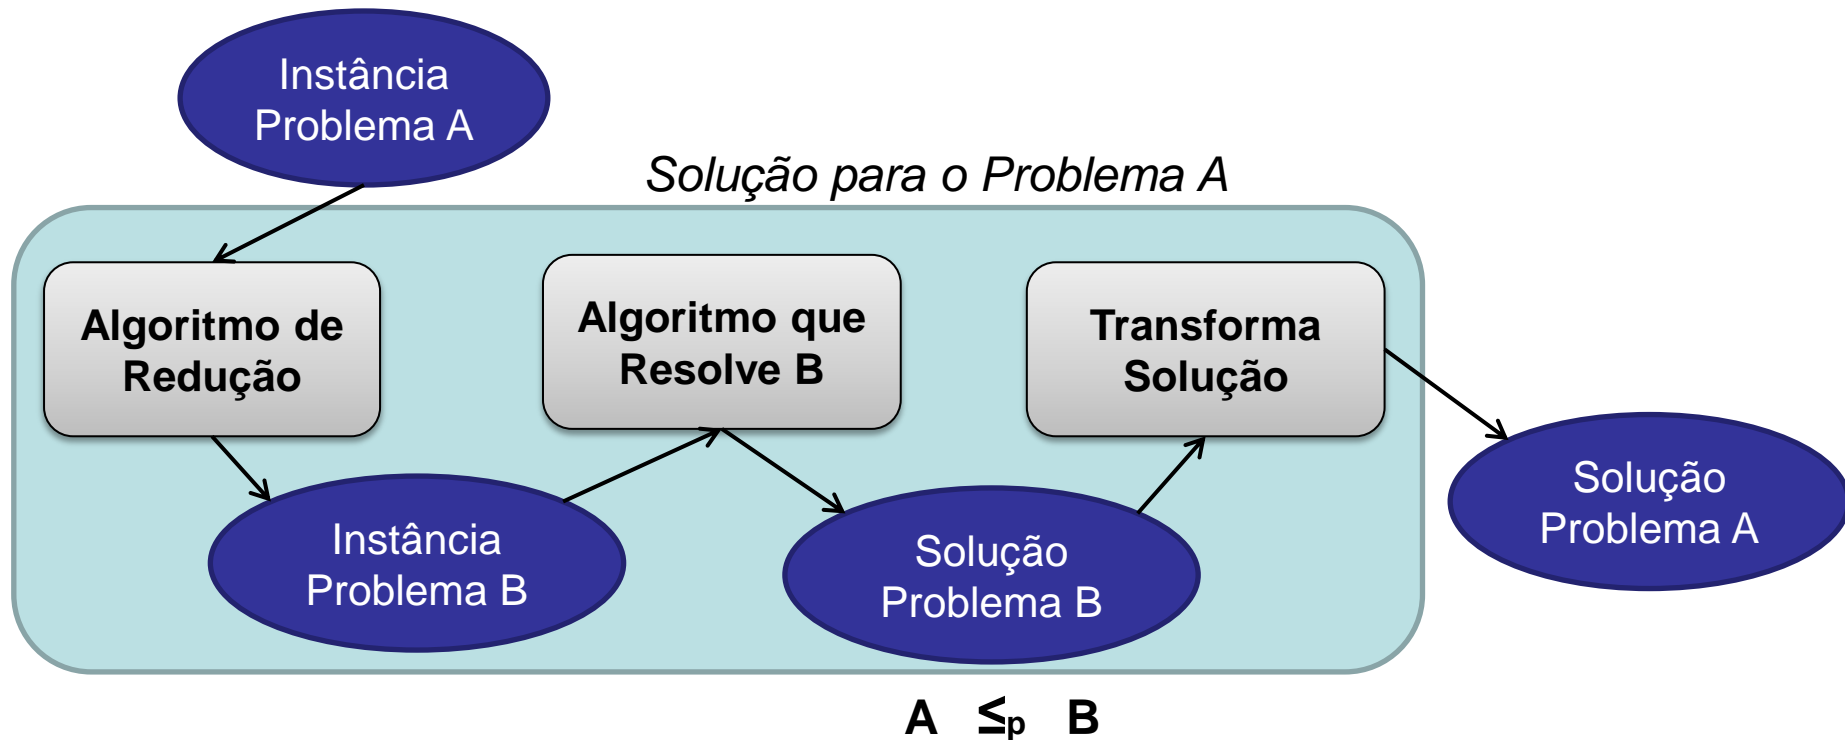 Instância
Problema A
Solução para o Problema A
Algoritmo de
Redução
Algoritmo que
Resolve B
Transforma
Solução
Instância
Problema B
Solução
Problema B
Solução
Problema A
A ≤p B